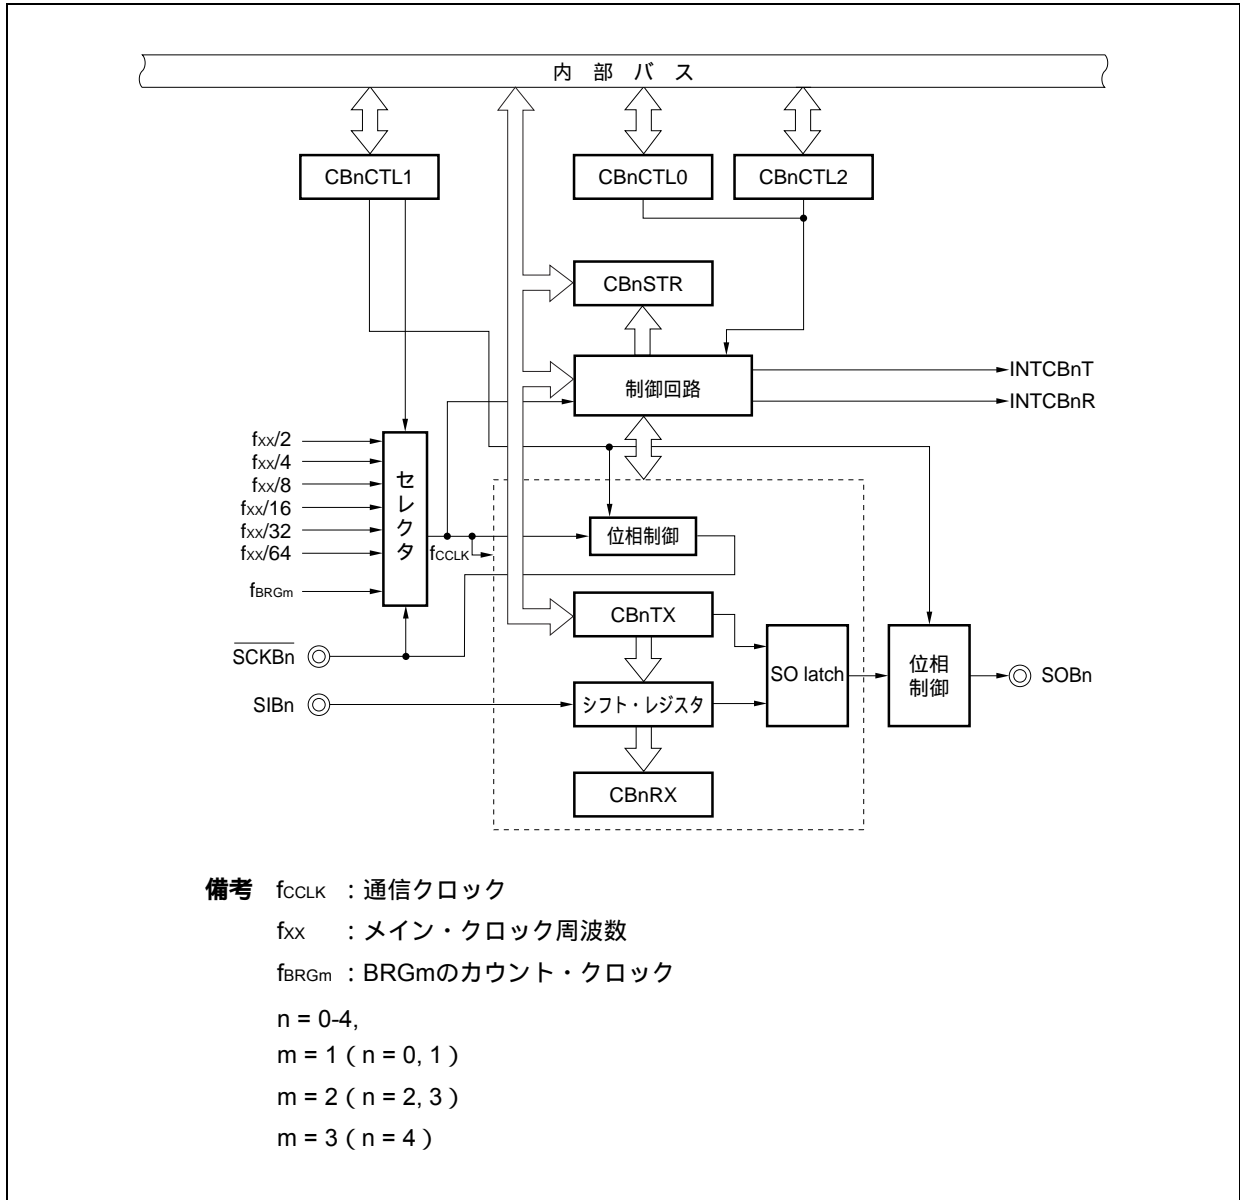 内 部 バ ス
CBnCTL1
CBnCTL0
CBnCTL2
CBnSTR
制御回路
INTCBnT
INTCBnR
fXX/2
fXX/4
fXX/8
fXX/16
fXX/32
fXX/64
fBRGm
セレクタ
fCCLK
位相制御
CBnTX
SO latch
位相
制御
SOBn
SCKBn
SIBn
シフト・レジスタ
CBnRX
備考 fCCLK ：通信クロック
fXX ：メイン・クロック周波数
fBRGm ：BRGmのカウント・クロック
n = 0-4,
m = 1（n = 0, 1）
m = 2（n = 2, 3）
m = 3（n = 4）